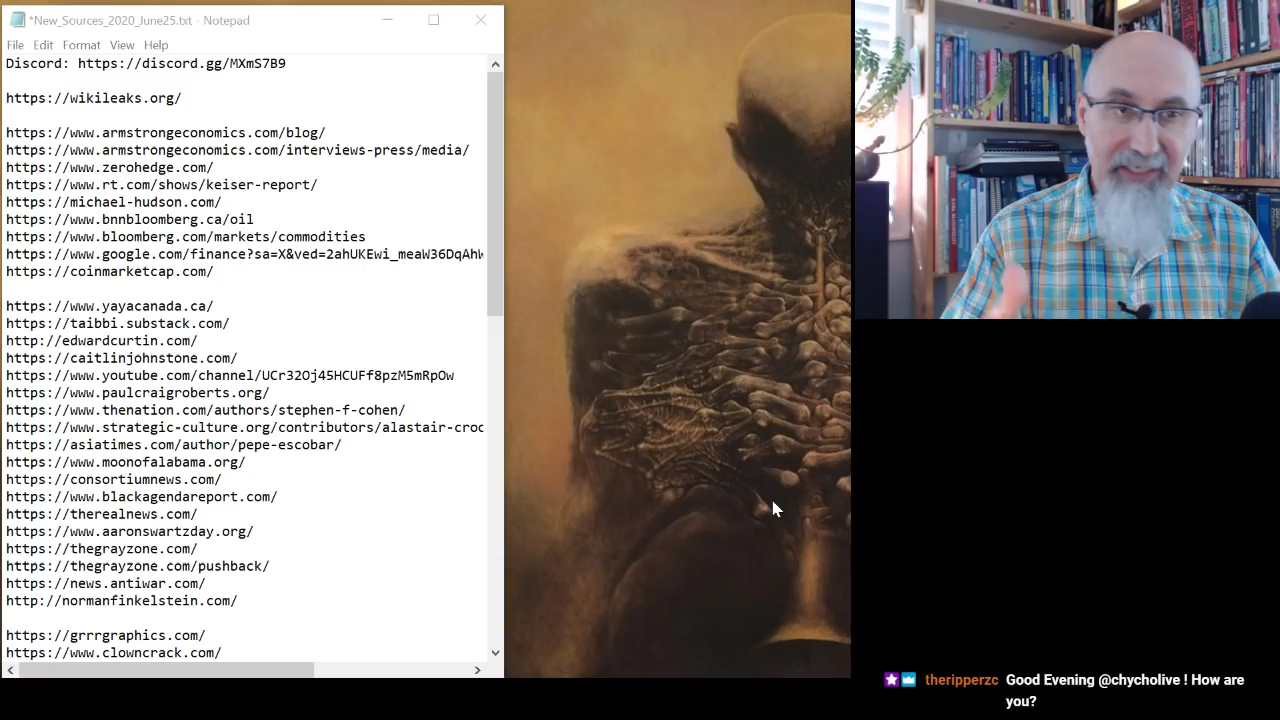 *New_Sources_2020_June25.txt - Notepad
File Edit Format View Help
Discord: https://discord.gg/MXmS7B9
https://wikileaks.org/
https://www.armstrongeconomics.com/blog/
https://www.armstrongeconomics.com/interviews-press/media/
https://www.zerohedge.com/
https://www.rt.com/shows/keiser-report/
https://michael-hudson.com/
https://www.bnnbloomberg.ca/oil
https://www.bloomberg.com/markets/commodities
https://www.google.com/finance?sa=X&ved=2ahUKEwi_meaW36DqAhW
https://coinmarketcap.com/
https://www.yayacanada.ca/
https://taibbi.substack.com/
http://edwardcurtin.com/
https://caitlinjohnstone.com/
https://www.youtube.com/channel/UCr32Oj45HCUFf8pzM5mRpOw
https://www.paulcraigroberts.org/
https://www.thenation.com/authors/stephen-f-cohen/
https://www.strategic-culture.org/contributors/alastair-croo
https://asiatimes.com/author/pepe-escobar/
https://www.moonofalabama.org/
https://consortiumnews.com/
https://www.blackagendareport.com/
https://therealnews.com/
https://www.aaronswartzday.org/
https://thegrayzone.com/
https://thegrayzone.com/pushback/
https://news.antiwar.com/
http://normanfinkelstein.com/
https://grrrgraphics.com/
https://www.clowncrack.com/
theripperzc Good Evening @chycholive ! How are
you?